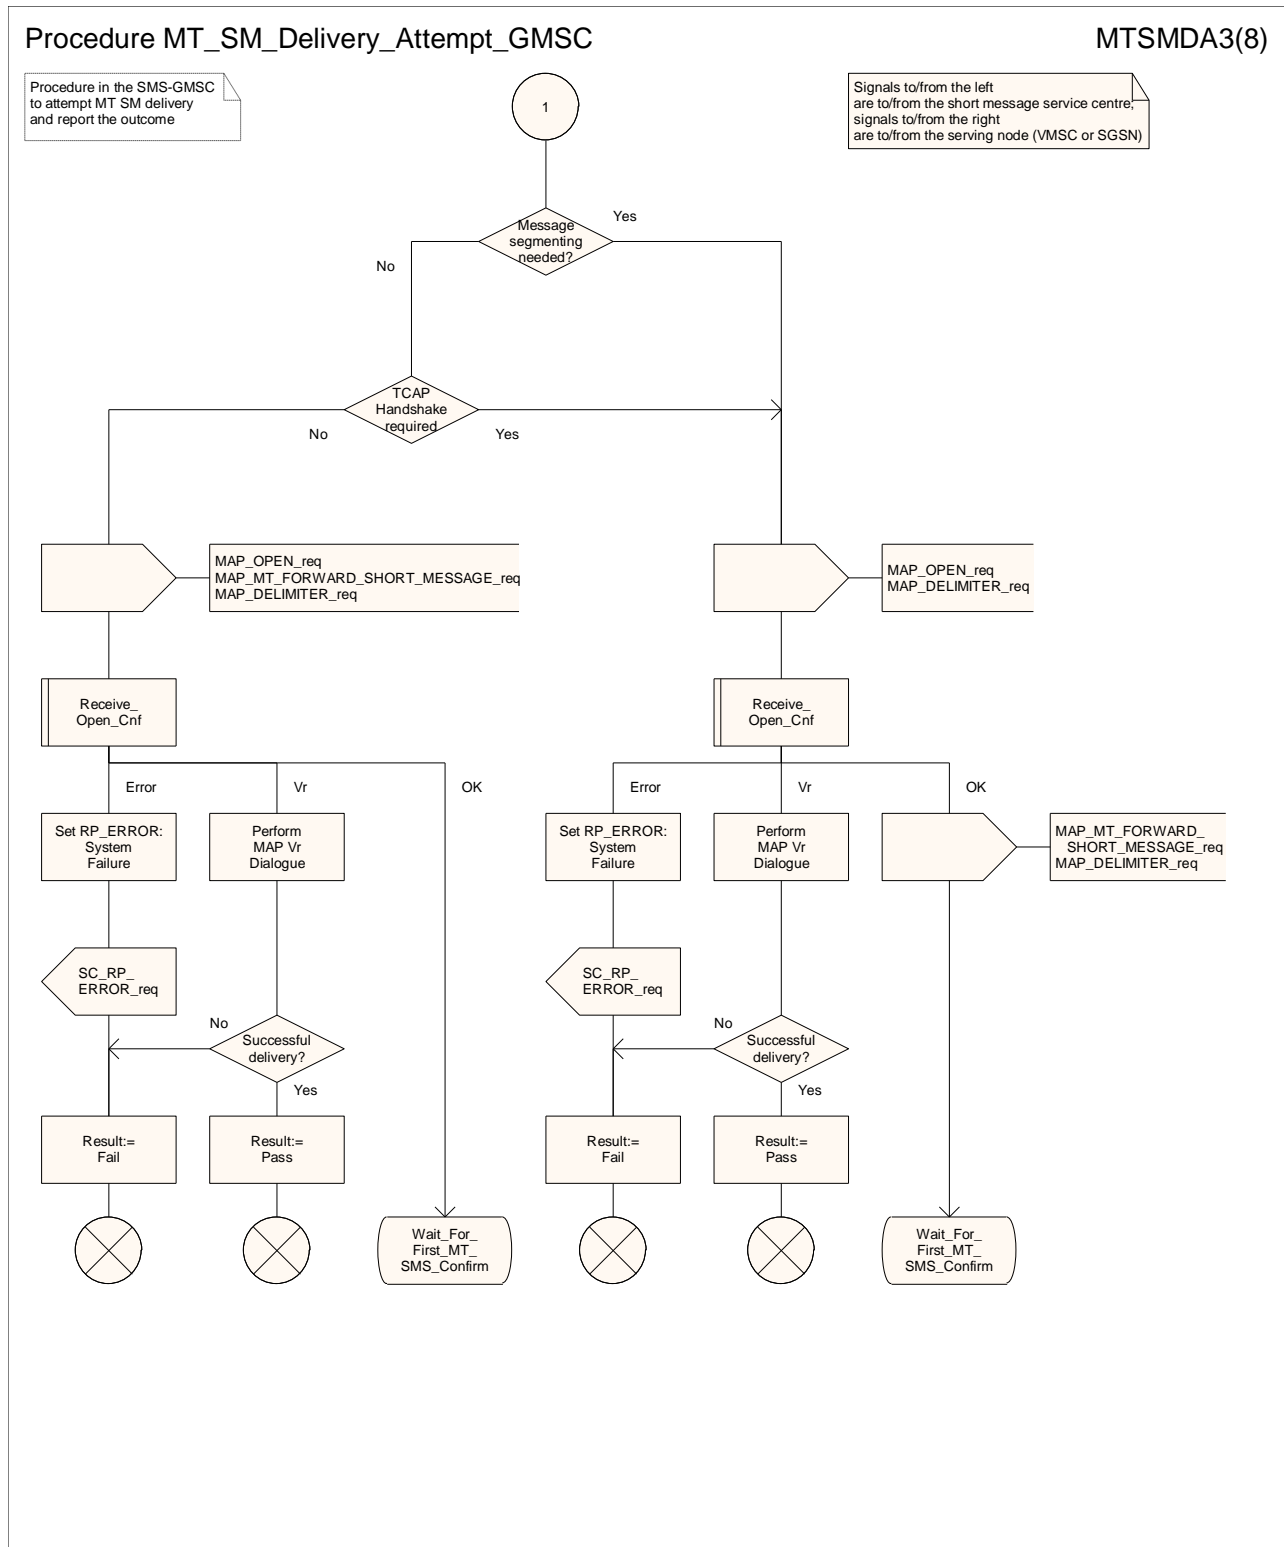 Procedure MT_SM_Delivery_Attempt_GMSC
MTSMDA3(8)
Procedure in the SMS-GMSC
to attempt MT SM delivery
and report the outcome
1
Signals to/from the left
are to/from the short message service centre;
signals to/from the right
are to/from the serving node (VMSC or SGSN)
Message
segmenting
needed?
Yes
No
TCAP
Handshake
required
No
Yes
MAP_OPEN_req
MAP_MT_FORWARD_SHORT_MESSAGE_req
MAP_DELIMITER_req
MAP_OPEN_req
MAP_DELIMITER_req
Receive_
Open_Cnf
Receive_
Open_Cnf
Error
Vr
OK
Error
Vr
OK
Set RP_ERROR:
System
Failure
Perform
MAP Vr
Dialogue
Set RP_ERROR:
System
Failure
Perform
MAP Vr
Dialogue
MAP_MT_FORWARD_
SHORT_MESSAGE_req
MAP_DELIMITER_req
SC_RP_
ERROR_req
SC_RP_
ERROR_req
No
Successful
delivery?
Yes
No
Successful
delivery?
Yes
Result:=
Fail
Result:=
Pass
Result:=
Fail
Result:=
Pass
Wait_For_
First_MT_
SMS_Confirm
Wait_For_
First_MT_
SMS_Confirm